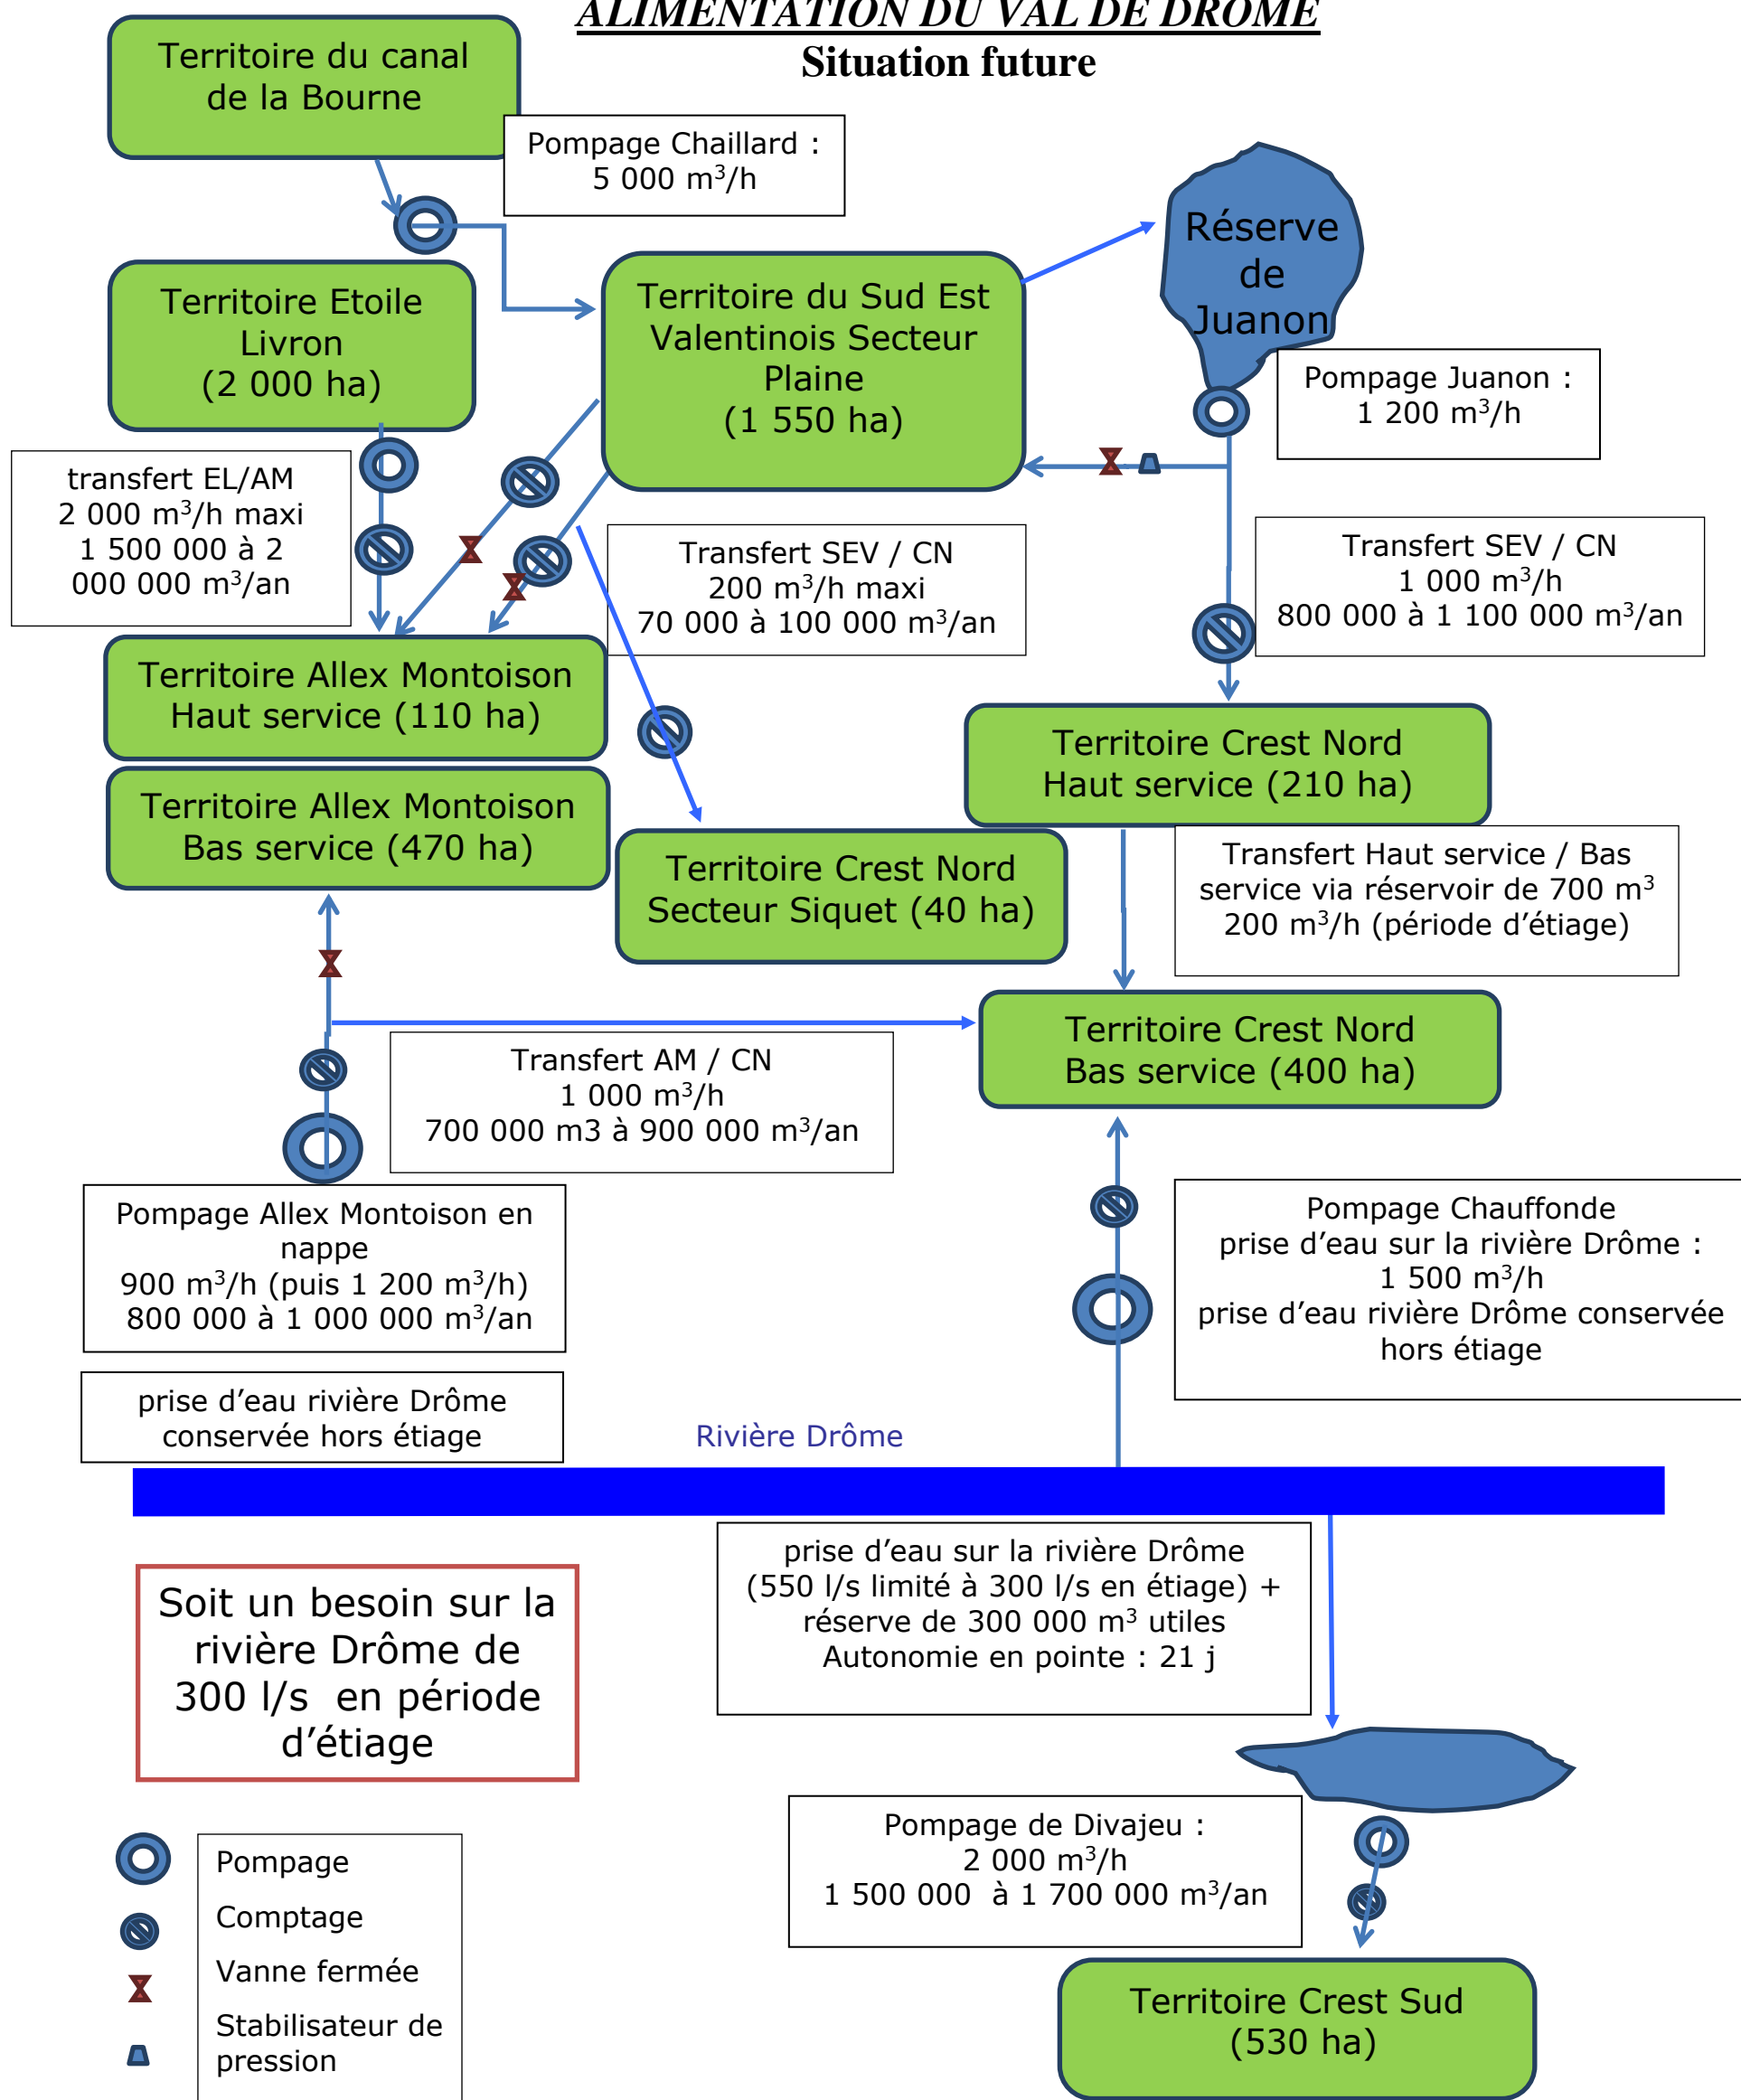 ALIMENTATION DU VAL DE DROME
Situation future
Territoire du canal
de la Bourne
Pompage Chaillard :
5 000 m³/h
Réserve
de
Juanon
Territoire Etoile
Livron
(2 000 ha)
Territoire du Sud Est
Valentinois Secteur
Plaine
(1 550 ha)
Pompage Juanon :
1 200 m³/h
transfert EL/AM
2 000 m³/h maxi
1 500 000 à 2
000 000 m³/an
Transfert SEV / CN
200 m³/h maxi
70 000 à 100 000 m³/an
Transfert SEV / CN
1 000 m³/h
800 000 à 1 100 000 m³/an
Territoire Allex Montoison
Haut service (110 ha)
Territoire Crest Nord
Haut service (210 ha)
Territoire Allex Montoison
Bas service (470 ha)
Territoire Crest Nord
Secteur Siquet (40 ha)
Transfert Haut service / Bas
service via réservoir de 700 m³
200 m³/h (période d’étiage)
Territoire Crest Nord
Bas service (400 ha)
Transfert AM / CN
1 000 m³/h
700 000 m3 à 900 000 m³/an
Pompage Allex Montoison en
nappe
900 m³/h (puis 1 200 m³/h)
800 000 à 1 000 000 m³/an
Pompage Chauffonde
prise d’eau sur la rivière Drôme :
1 500 m³/h
prise d’eau rivière Drôme conservée
hors étiage
prise d’eau rivière Drôme
conservée hors étiage
Rivière Drôme
prise d’eau sur la rivière Drôme
(550 l/s limité à 300 l/s en étiage) +
réserve de 300 000 m³ utiles
Autonomie en pointe : 21 j
Soit un besoin sur la
rivière Drôme de
300 l/s en période
d’étiage
Pompage de Divajeu :
2 000 m³/h
1 500 000 à 1 700 000 m³/an
Pompage
Comptage
Vanne fermée
Stabilisateur de
pression
Territoire Crest Sud
(530 ha)